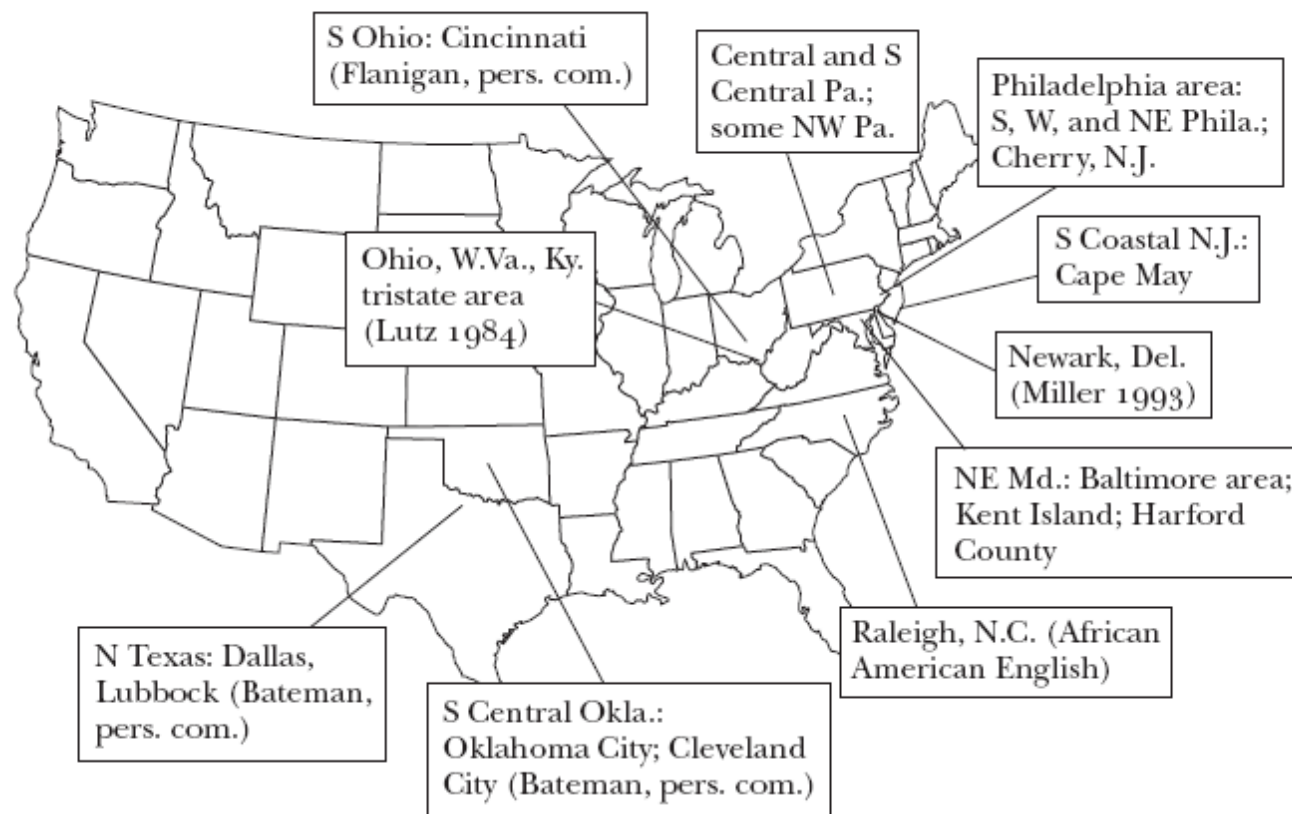 S Ohio: Cincinnati
(Flanigan, pers. com.)
Central and S
Central Pa.;
some NW Pa.
Philadelphia area:
S, W, and NE Phila.;
Cherry, N.J.
Ohio, W.Va., Ky.
tristate area
(Lutz 1984)
S Coastal N.J.:
Cape May
Newark, Del.
(Miller 1993)
NE Md.: Baltimore area;
Kent Island; Harford
County
Raleigh, N.C. (African
American English)
N Texas: Dallas,
Lubbock (Bateman,
pers. com.)
S Central Okla.:
Oklahoma City; Cleveland
City (Bateman, pers. com.)